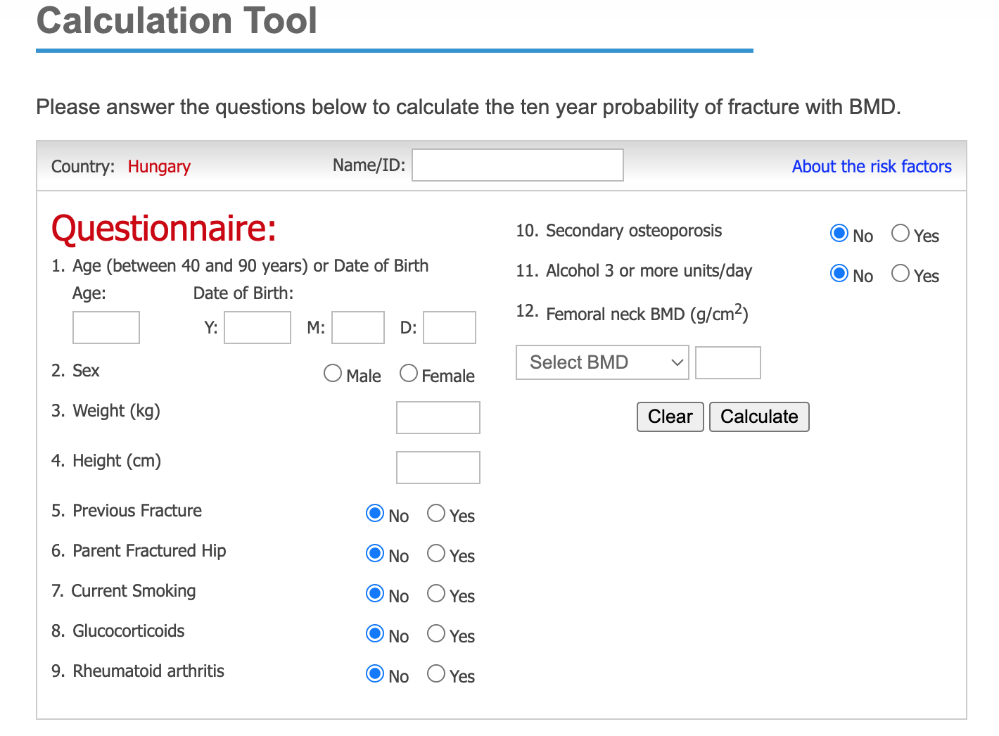 Calculation Tool
Please answer the questions below to calculate the ten year probability of fracture with BMD.
Country: Hungary Name/ID: About the risk factors
Questionnaire:
1. Age (between 40 and 90 years) or Date of Birth
Age: Date of Birth:
Y: M: D:
2. Sex Male Female
3. Weight (kg)
4. Height (cm)
5. Previous Fracture No Yes
6. Parent Fractured Hip No Yes
7. Current Smoking No Yes
8. Glucocorticoids No Yes
9. Rheumatoid arthritis No Yes
10. Secondary osteoporosis No Yes
11. Alcohol 3 or more units/day No Yes
12. Femoral neck BMD (g/cm²)
Select BMD
Clear Calculate